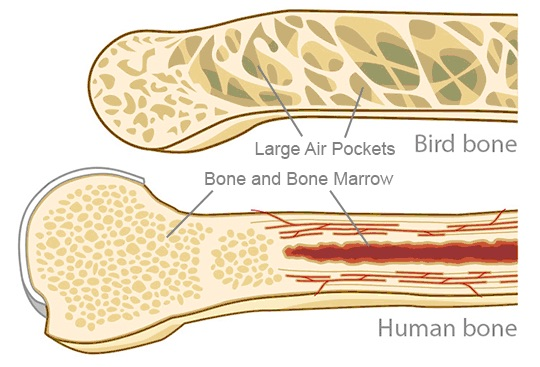 Large Air Pockets
Bird bone
Bone and Bone Marrow
Human bone